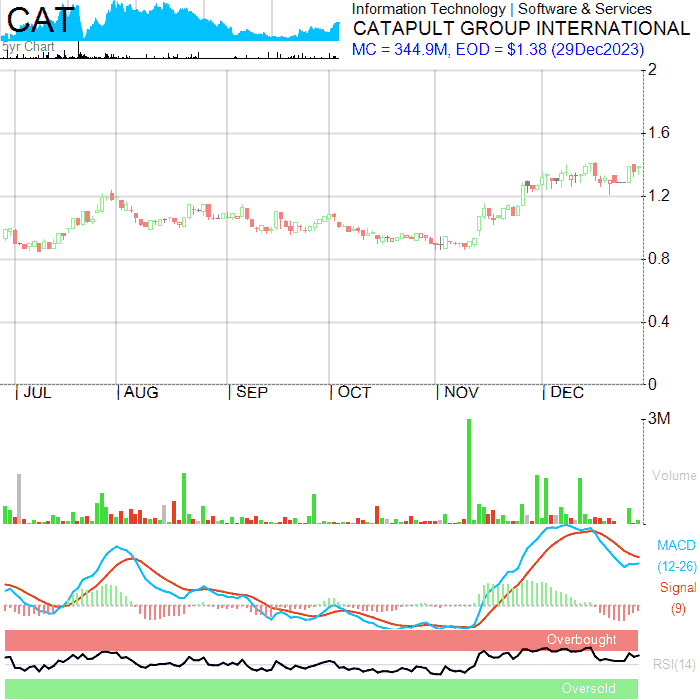 CAT
5yr Chart
Information Technology | Software & Services
CATAPULT GROUP INTERNATIONAL
MC = 344.9M, EOD = $1.38 (29Dec2023)
2
1.6
1.2
0.8
0.4
0
| JUL | AUG | SEP | OCT | NOV | DEC
3M
Volume
MACD
(12-26)
Signal
(9)
Overbought
RSI(14)
Oversold